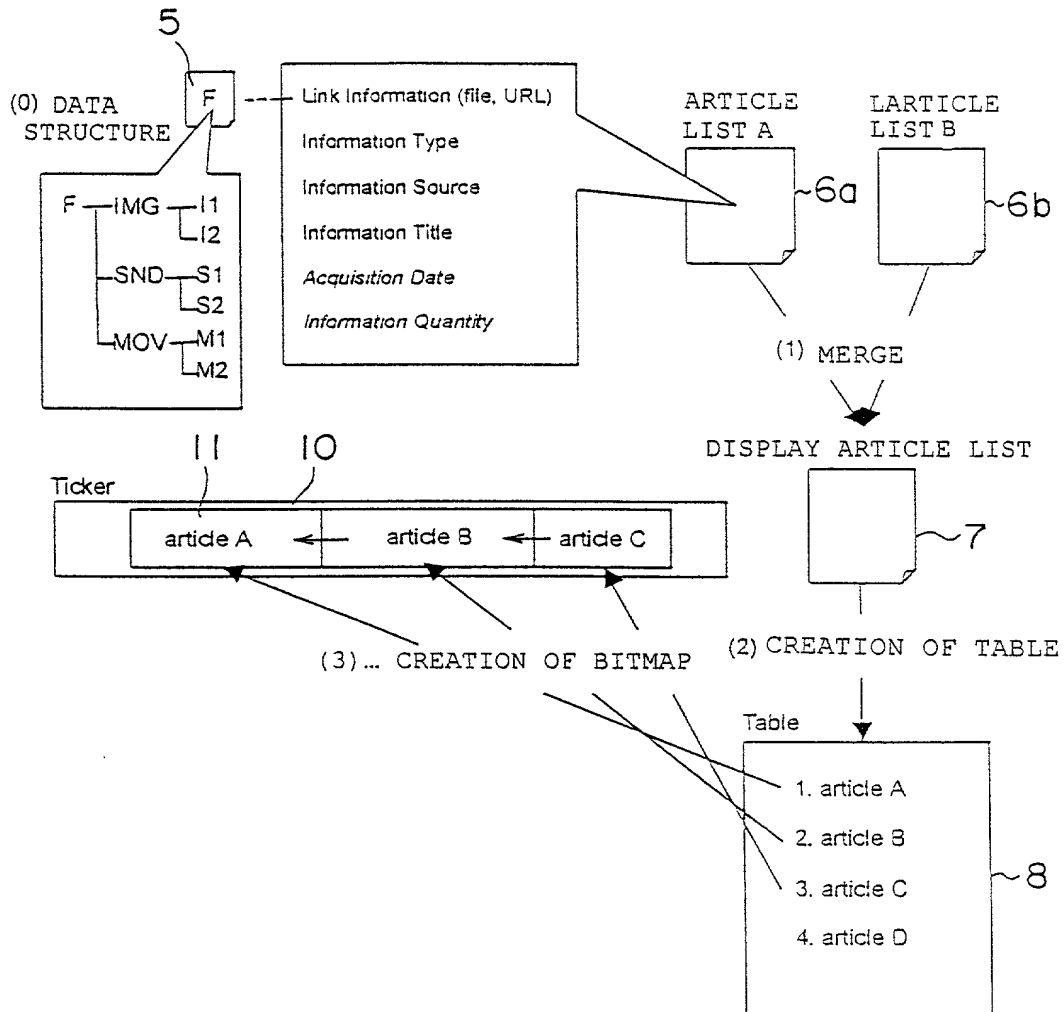 5
(0) DATA
STRUCTURE
F
F IMG I1
I2
SND S1
S2
MOV M1
M2
Link Information (file, URL)
Information Type
Information Source
Information Title
Acquisition Date
Information Quantity
ARTICLE
LIST A
6a
LARTICLE
LIST B
6b
(1) MERGE
DISPLAY ARTICLE LIST
7
11
10
Ticker
article A
article B
article C
(3)... CREATION OF BITMAP
(2) CREATION OF TABLE
Table
1. article A
2. article B
3. article C
4. article D
8